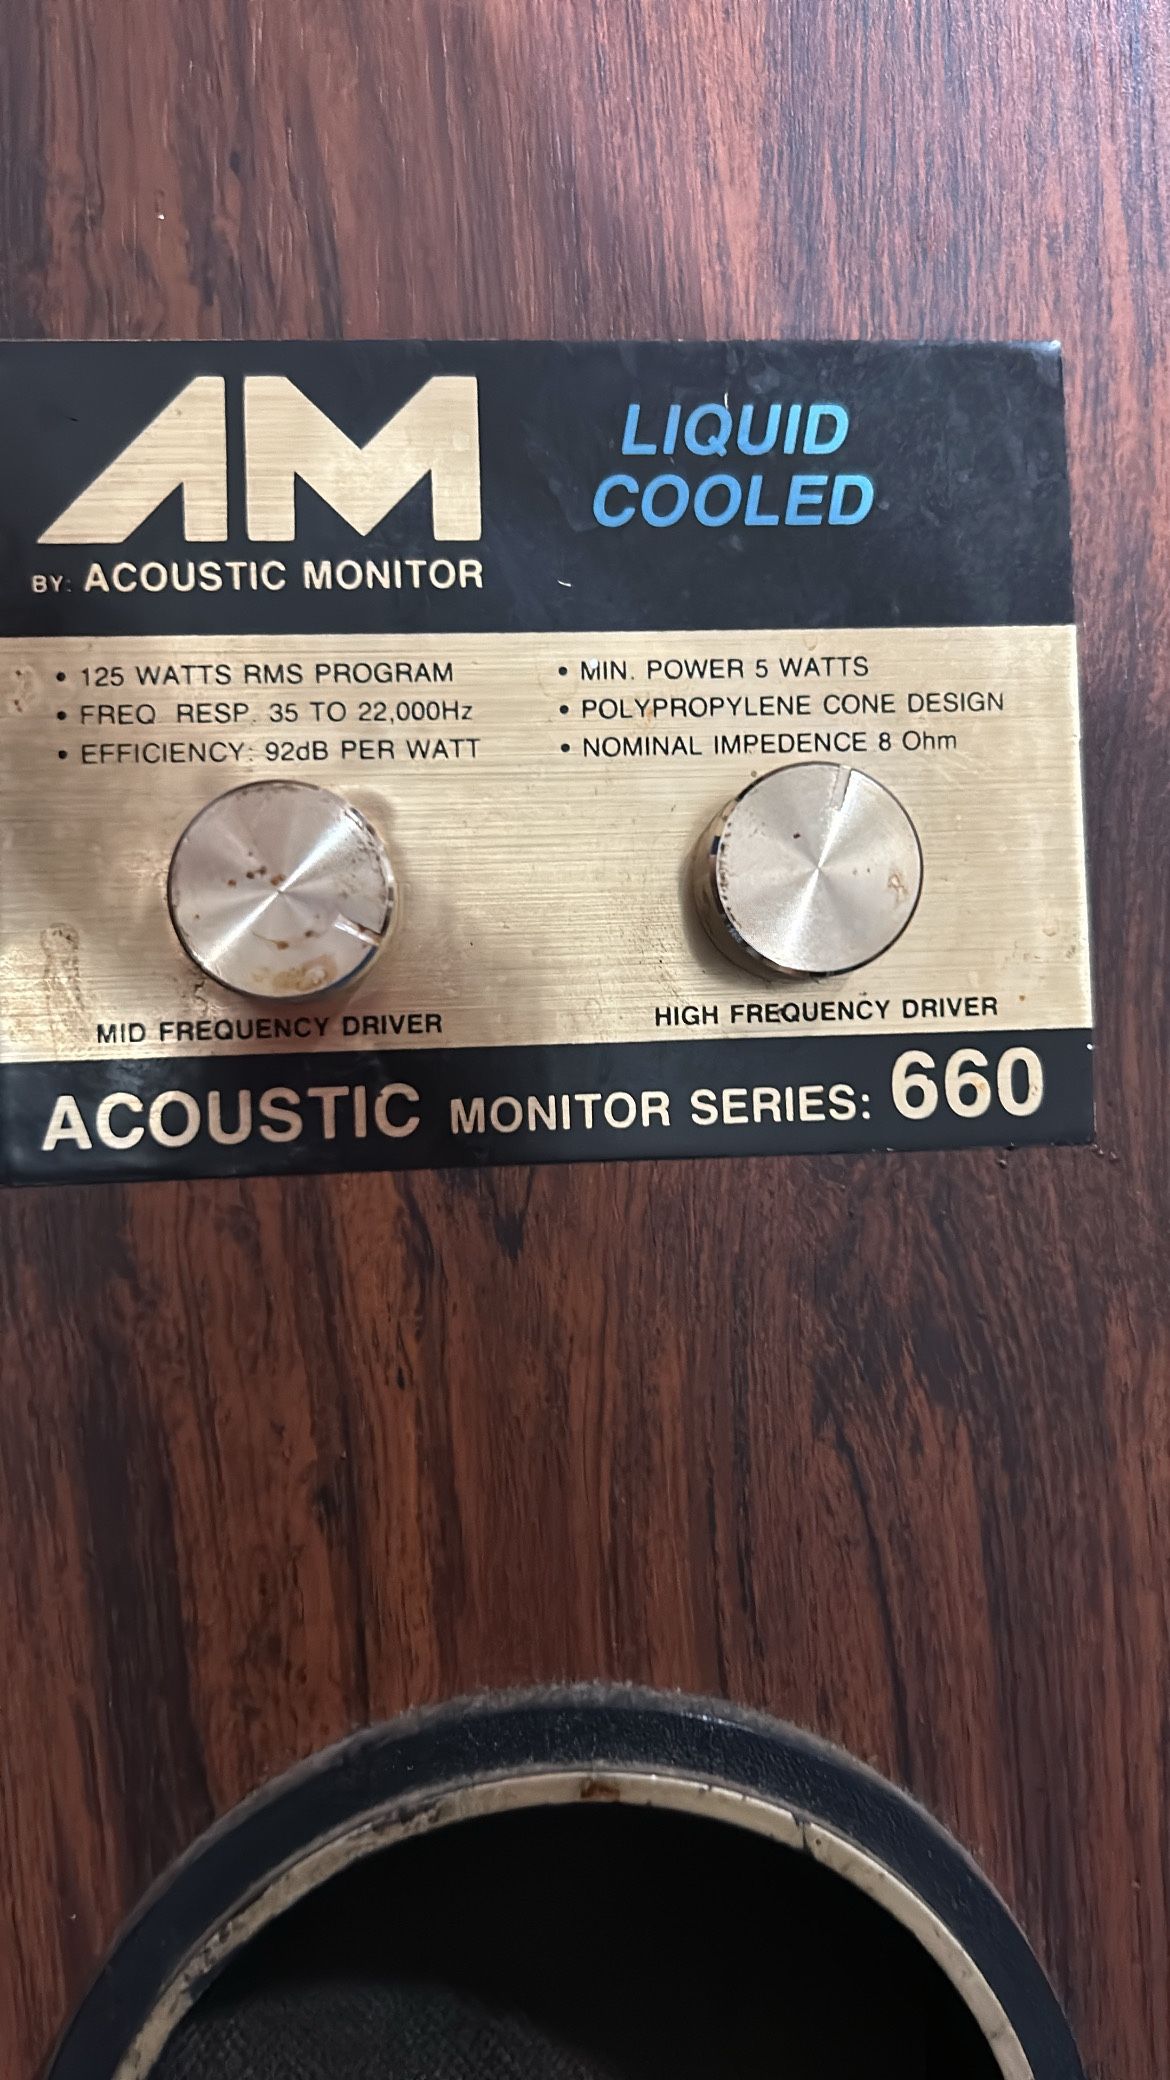 AM
BY: ACOUSTIC MONITOR
LIQUID
COOLED
• 125 WATTS RMS PROGRAM
• FREQ. RESP. 35 TO 22,000Hz
• EFFICIENCY: 92dB PER WATT
• MIN. POWER 5 WATTS
• POLYPROPYLENE CONE DESIGN
• NOMINAL IMPEDENCE 8 Ohm
MID FREQUENCY DRIVER
HIGH FREQUENCY DRIVER
ACOUSTIC MONITOR SERIES: 660